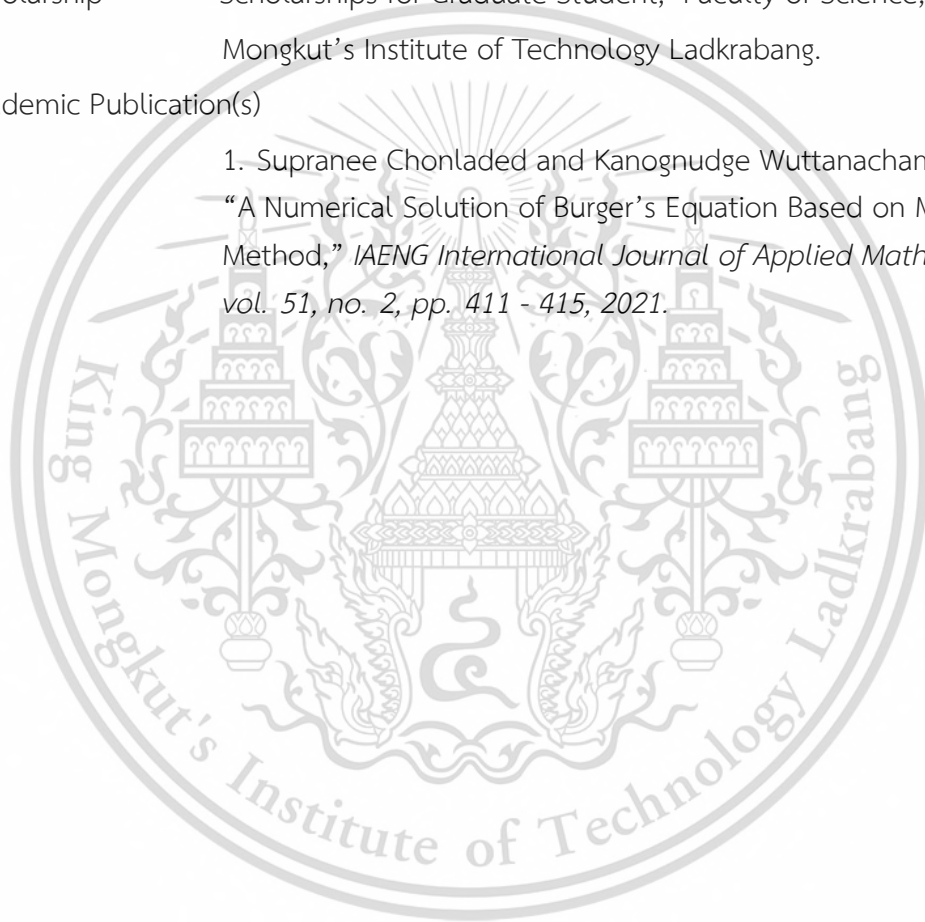 Scholarships for Graduate Student, Faculty of Science,
Mongkut’s Institute of Technology Ladkrabang.
demic Publication(s)
1. Supranee Chonladed and Kanognudge
“A Numerical Solution of Burger’s Equation Based on
Method,” IAENG International Journal of Applied
vol. 51, no. 2, pp. 411 - 415, 2021.
King Mongkut's Institute of Technology Ladkrabang